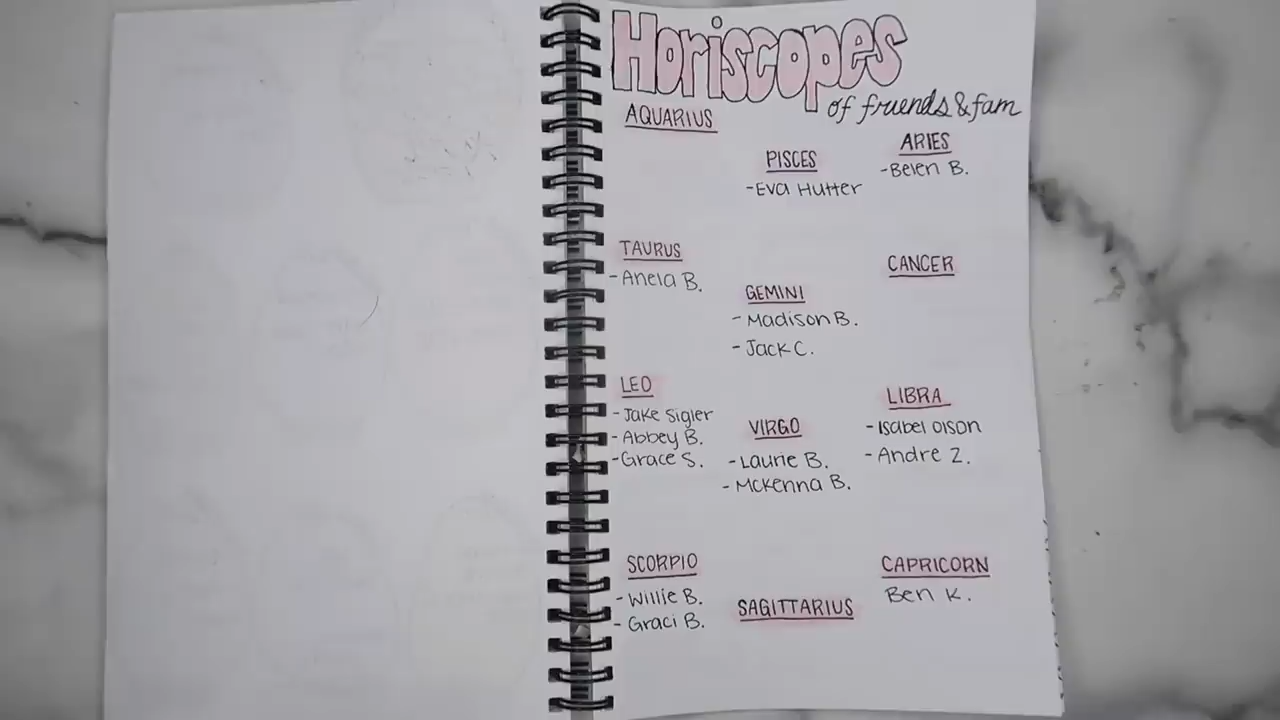 Horiscopes
of friends & fam
AQUARIUS
PISCES
-Eva Hutter
ARIES
-Belen B.
TAURUS
-Anela B.
GEMINI
-Madison B.
-Jack C.
CANCER
LEO
-Jake Sigler
-Abbey B.
-Grace S.
VIRGO
-Laurie B.
-McKenna B.
LIBRA
-Isabel Olson
-Andre Z.
SCORPIO
-Willie B.
-Graci B.
SAGITTARIUS
CAPRICORN
Ben K.